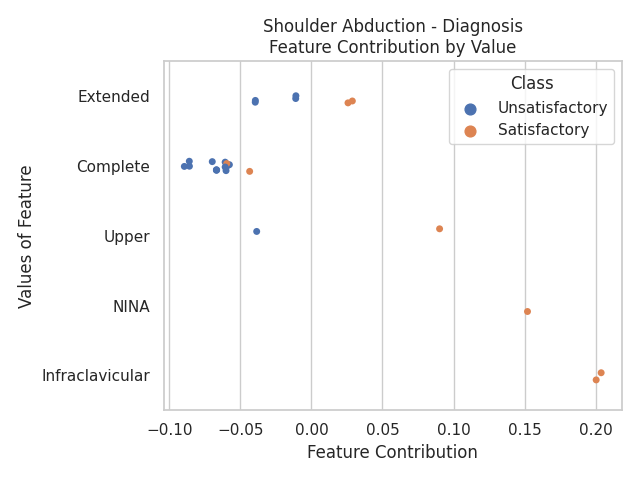 Shoulder Abduction - Diagnosis
Feature Contribution by Value
Class
Unsatisfactory
Satisfactory
Values of Feature
Extended
Complete
Upper
NINA
Infraclavicular
−0.10 −0.05 0.00 0.05 0.10 0.15 0.20
Feature Contribution